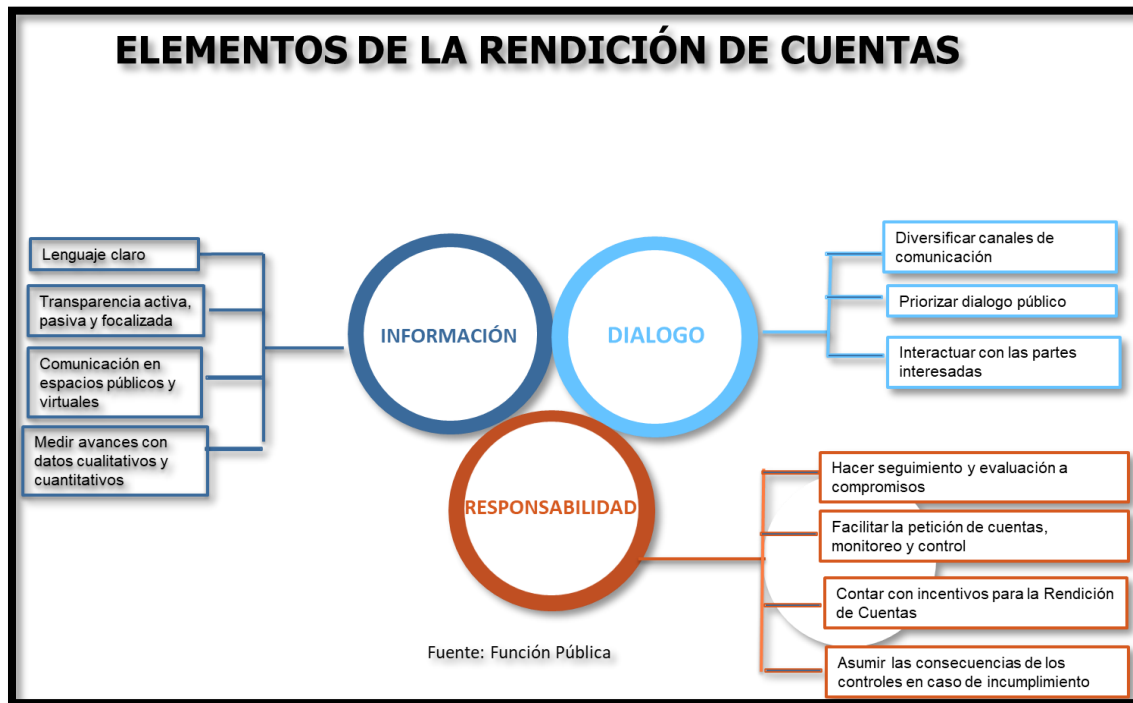 ELEMENTOS DE LA RENDICIÓN DE CUENTAS
Lenguaje claro
Transparencia activa,
pasiva y focalizada
Comunicación en
espacios públicos y
virtuales
Medir avances con
datos cualitativos y
cuantitativos
INFORMACIÓN
DIALOGO
RESPONSABILIDAD
Diversificar canales de
comunicación
Priorizar dialogo público
Interactuar con las partes
interesadas
Hacer seguimiento y evaluación a
compromisos
Facilitar la petición de cuentas,
monitoreo y control
Contar con incentivos para la Rendición
de Cuentas
Asumir las consecuencias de los
controles en caso de incumplimiento
Fuente: Función Pública